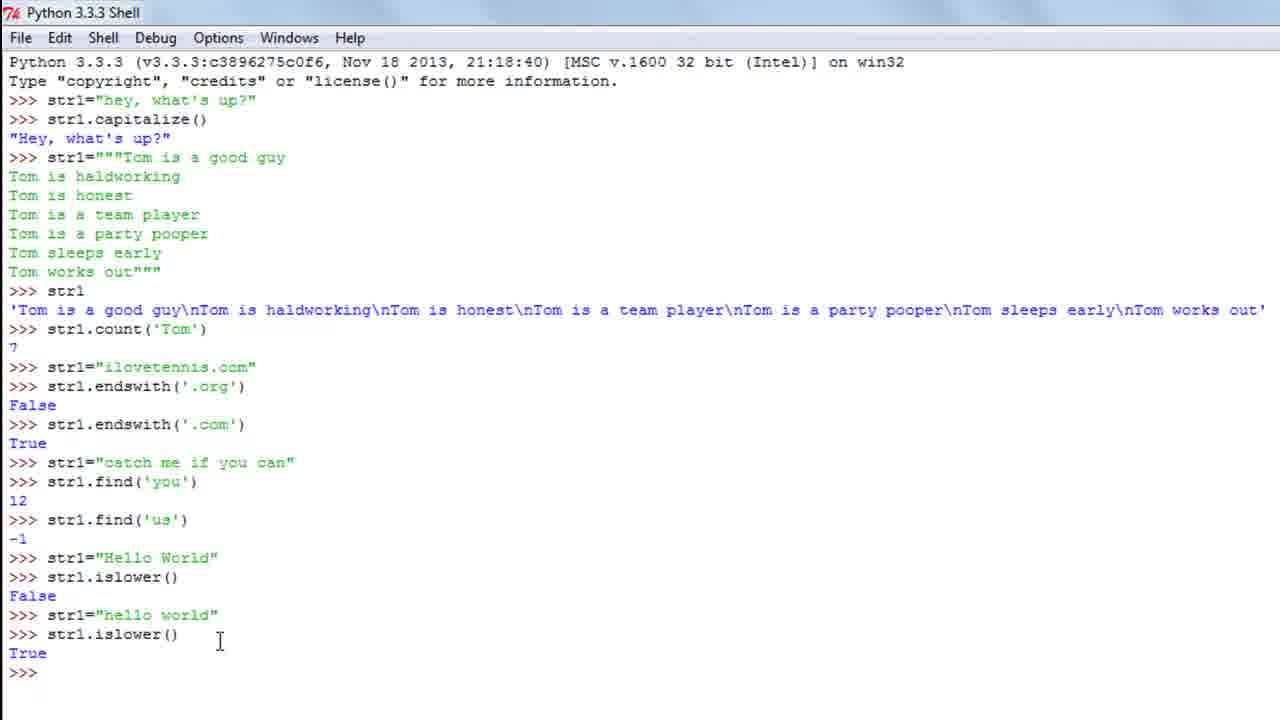 Python 3.3.3 Shell
File Edit Shell Debug Options Windows Help
Python 3.3.3 (v3.3.3:c3896275c0f6, Nov 18 2013, 21:18:40) [MSC v.1600 32 bit (Intel)] on win32
Type "copyright", "credits" or "license()" for more information.
>>> str1="hey, what's up?"
>>> str1.capitalize()
"Hey, what's up?"
>>> str1="""Tom is a good guy
Tom is haldworking
Tom is honest
Tom is a team player
Tom is a party pooper
Tom sleeps early
Tom works out"""
>>> str1
'Tom is a good guy\nTom is haldworking\nTom is honest\nTom is a team player\nTom is a party pooper\nTom sleeps early\nTom works out'
>>> str1.count('Tom')
7
>>> str1="ilovetennis.com"
>>> str1.endswith('.org')
False
>>> str1.endswith('.com')
True
>>> str1="catch me if you can"
>>> str1.find('you')
12
>>> str1.find('us')
-1
>>> str1="Hello World"
>>> str1.islower()
False
>>> str1="hello world"
>>> str1.islower()
True
>>>